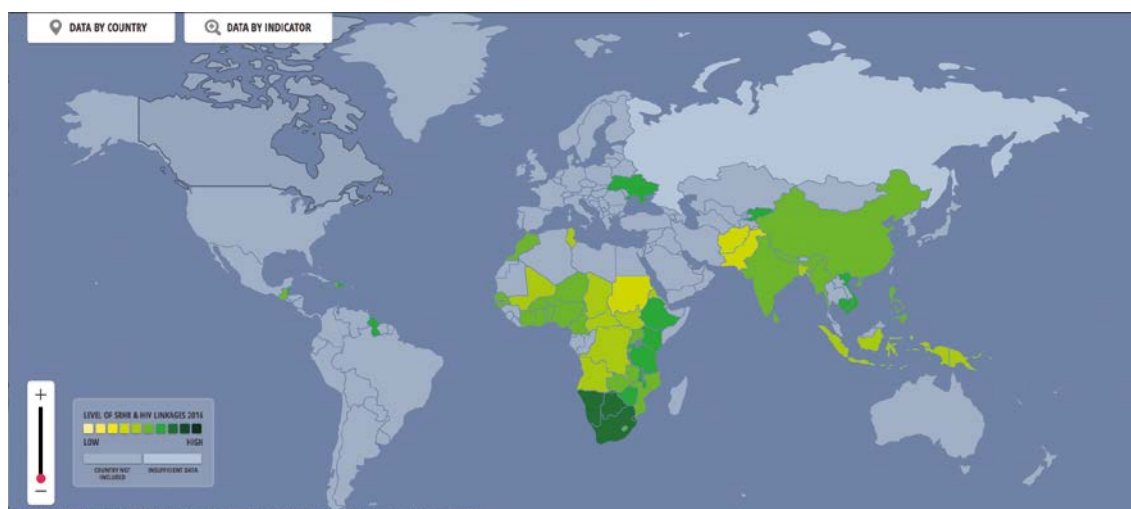 DATA BY COUNTRY
DATA BY INDICATOR
+
−
LEVEL OF SRHR & HIV LINKAGES 2016
LOW
HIGH
COUNTRY NOT
INCLUDED
INSUFFICIENT DATA